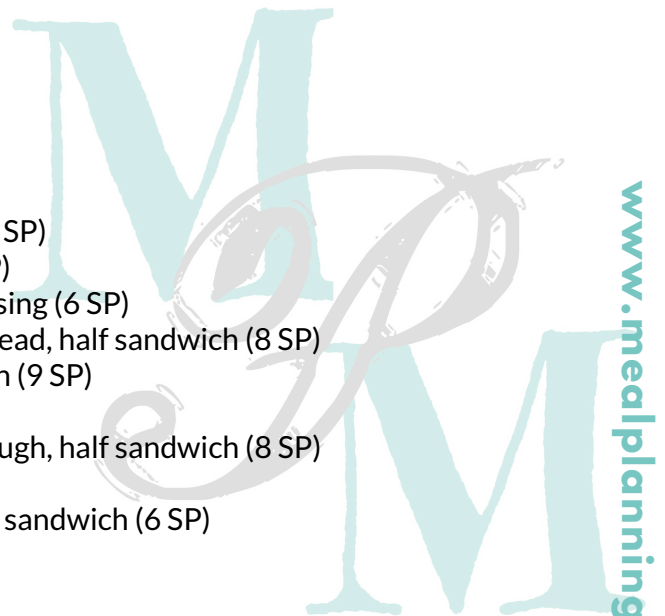 SP)
)
sing (6 SP)
ead, half sandwich (8 SP)
n (9 SP)
ugh, half sandwich (8 SP)
sandwich (6 SP)
www.mealplanning
M
P
M